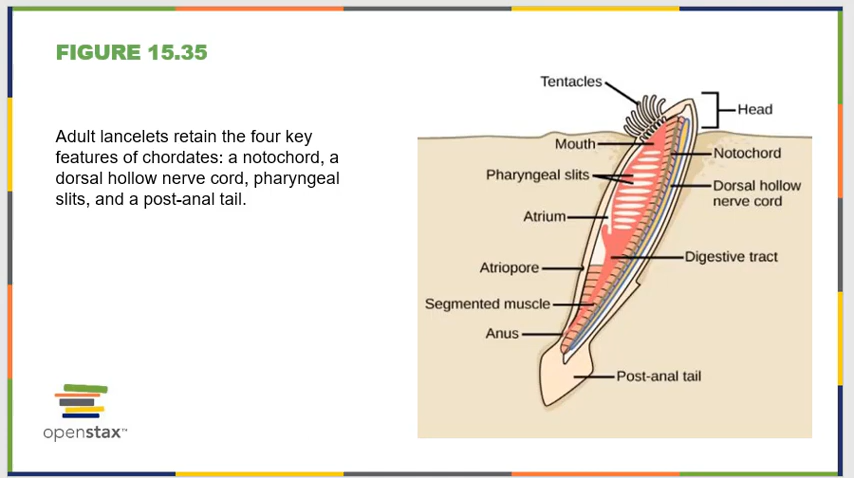 FIGURE 15.35
Adult lancelets retain the four key
features of chordates: a notochord, a
dorsal hollow nerve cord, pharyngeal
slits, and a post-anal tail.
Tentacles
Head
Mouth
Notochord
Pharyngeal slits
Dorsal hollow
nerve cord
Atrium
Digestive tract
Atriopore
Segmented muscle
Anus
Post-anal tail
openstax™